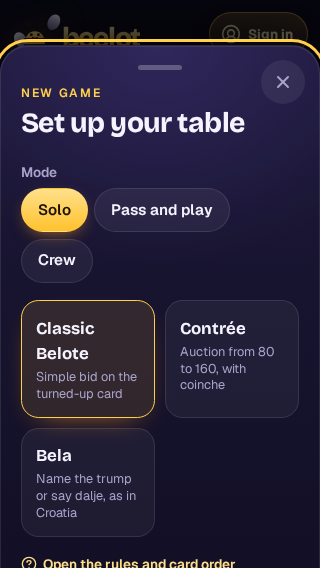 beelot
Sign in
NEW GAME
Set up your table
Mode
Solo
Pass and play
Crew
Classic
Belote
Simple bid on the
turned-up card
Contrée
Auction from 80
to 160, with
coinche
Bela
Name the trump
or say dalje, as in
Croatia
Open the rules and card order